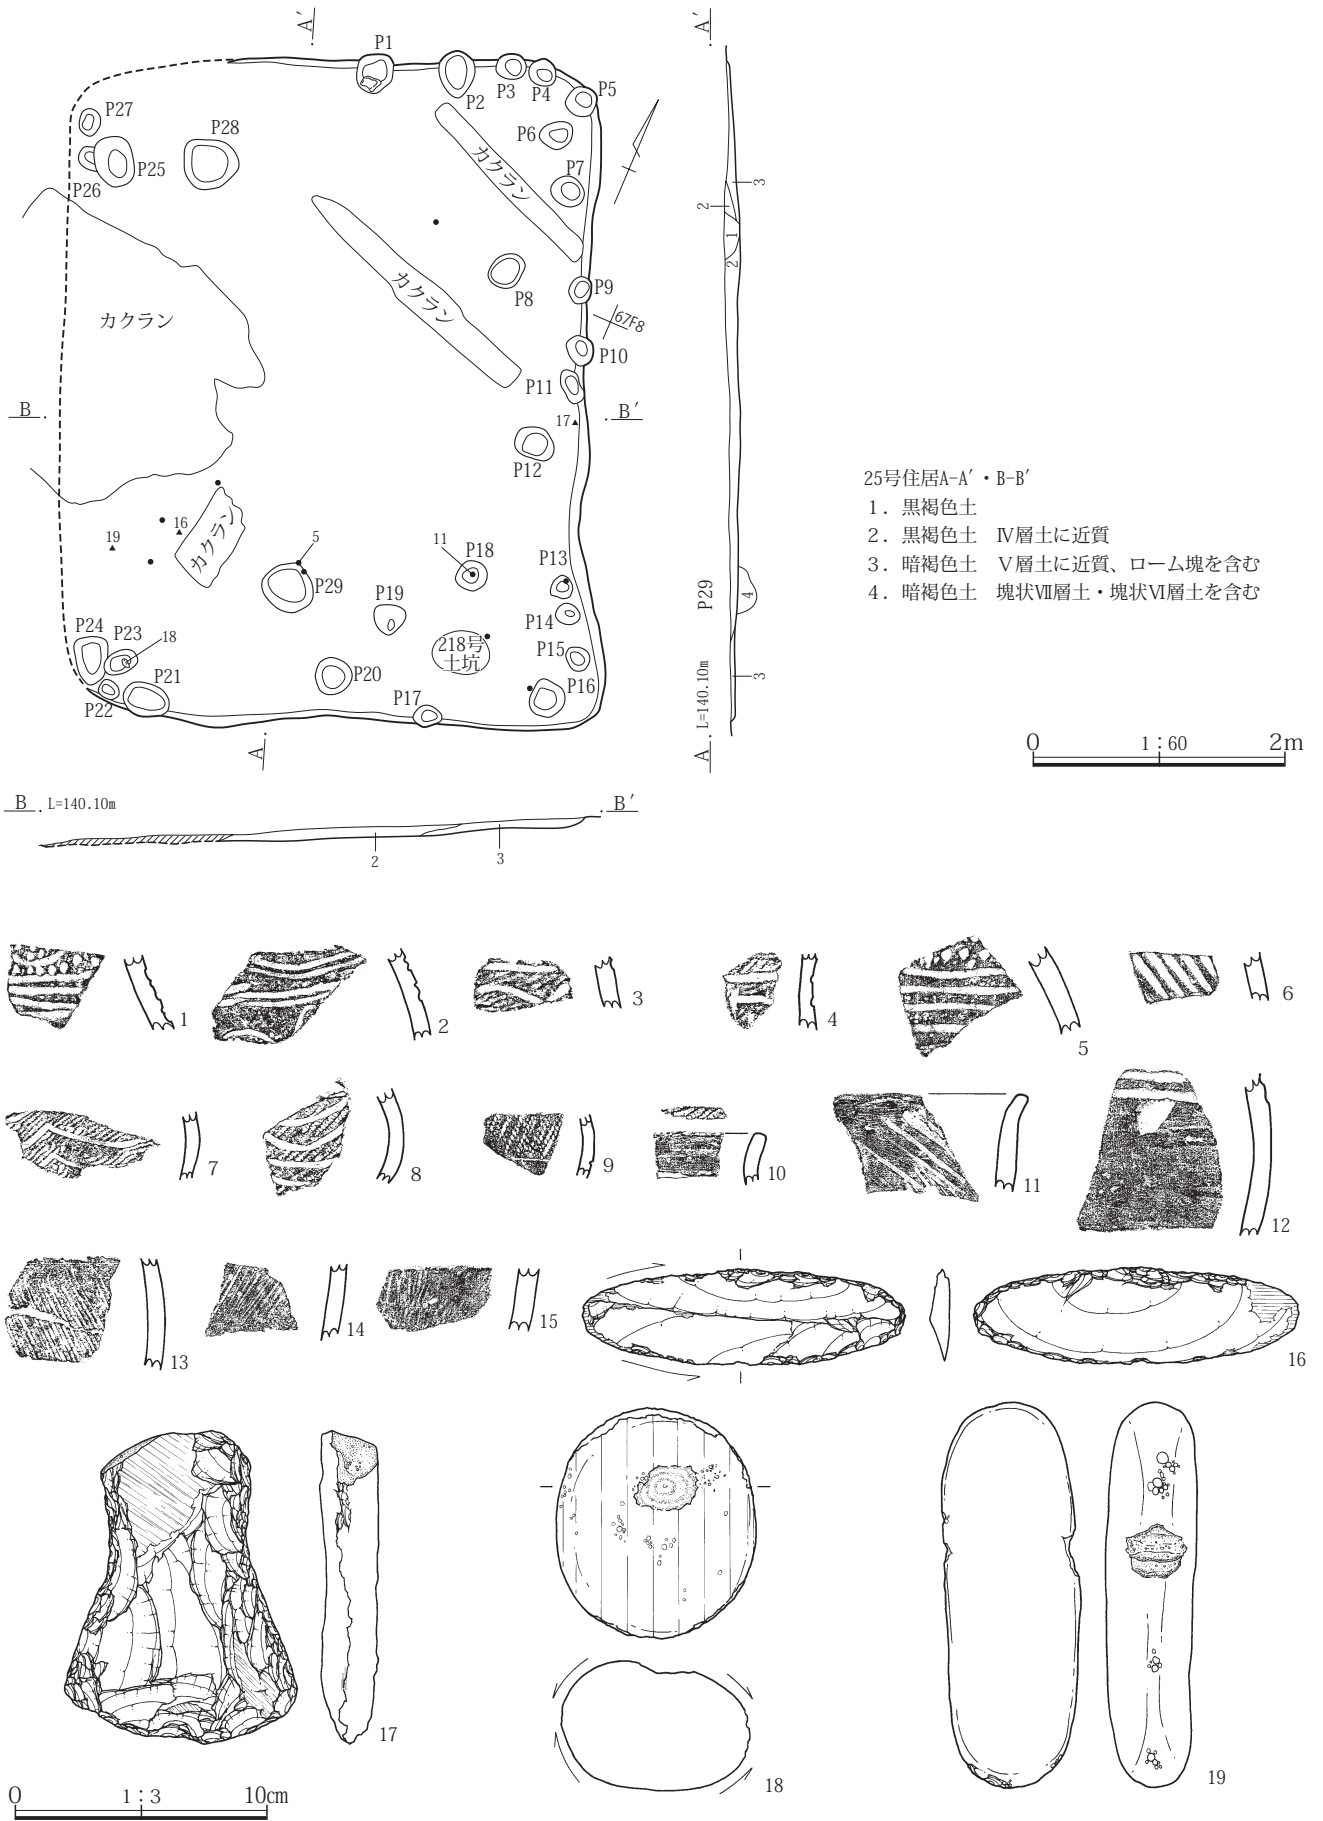 A′
A′
P1
P2
P3
P4
P5
P6
P7
P27
P28
P25
P26
カクラン
カクラン
カクラン
P8
P9
67F8
P10
P11
B
B′
17
P12
3
2
1
2
25号住居A-A′・B-B′
1．黒褐色土
2．黒褐色土　Ⅳ層土に近質
3．暗褐色土　Ⅴ層土に近質、ローム塊を含む
4．暗褐色土　塊状Ⅶ層土・塊状Ⅵ層土を含む
19
16
カクラン
5
P29
11
P18
P13
P19
P14
218号
土坑
P15
P24
P23
18
P21
P22
P20
P17
P16
A
P29
4
3
A
L=140.10m
0
1：60
2m
B
L=140.10m
B′
2
3
1
2
3
4
5
6
7
8
9
10
11
12
13
14
15
16
17
18
19
0
1：3
10cm